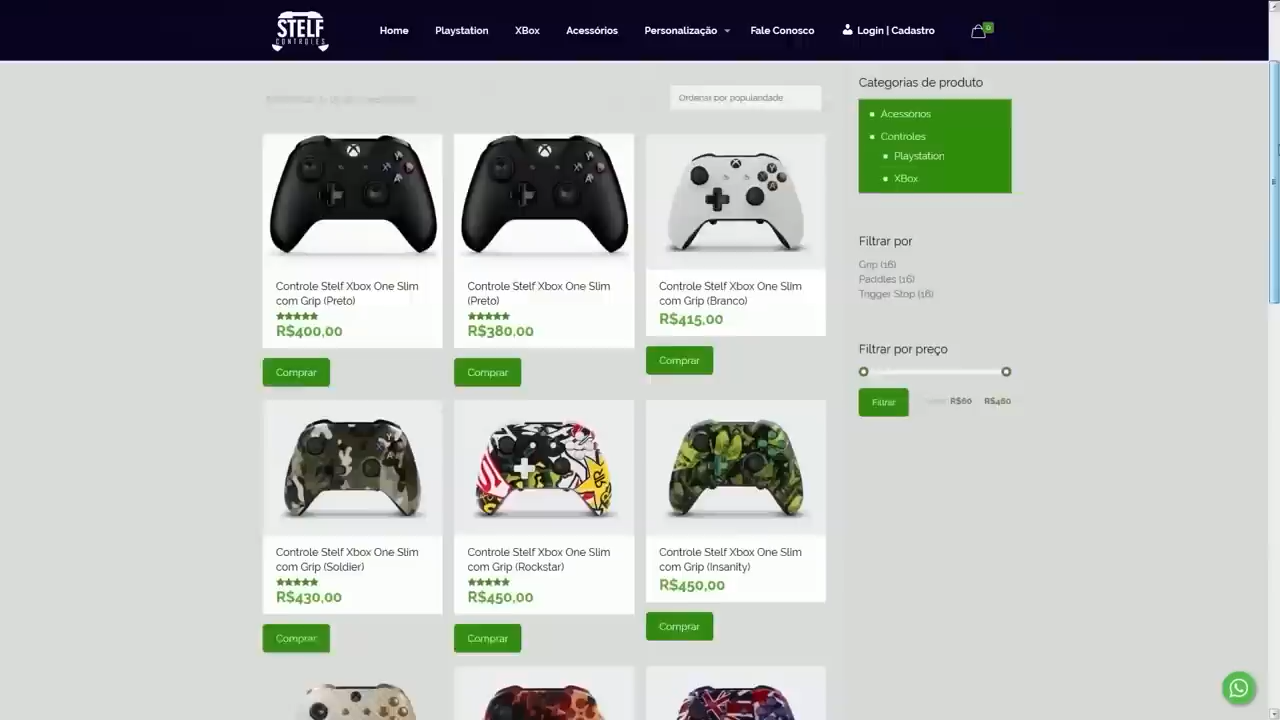 STELF
CONTROLES
Home
Playstation
XBox
Acessórios
Personalização
Fale Conosco
Login | Cadastro
0
Ordenar por popularidade
Controle Stelf Xbox One Slim
com Grip (Preto)
R$400,00
Comprar
Controle Stelf Xbox One Slim
(Preto)
R$380,00
Comprar
Controle Stelf Xbox One Slim
com Grip (Branco)
R$415,00
Comprar
Controle Stelf Xbox One Slim
com Grip (Soldier)
R$430,00
Comprar
Controle Stelf Xbox One Slim
com Grip (Rockstar)
R$450,00
Comprar
Controle Stelf Xbox One Slim
com Grip (Insanity)
R$450,00
Comprar
Categorias de produto
Acessórios
Controles
Playstation
XBox
Filtrar por
Grip (16)
Paddles (16)
Trigger Stop (16)
Filtrar por preço
Filtrar
R$60
R$460